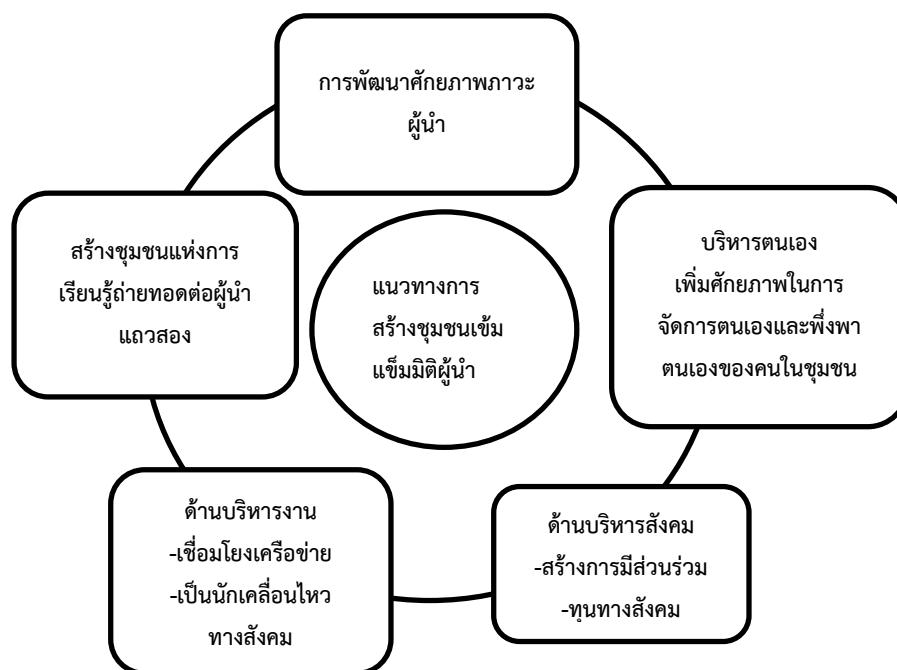 การพัฒนาศักยภาพภาวะ
ผู้นำ
สร้างชุมชนแห่งการ
เรียนรู้ถ่ายทอดต่อผู้นำ
แถวสอง
แนวทางการ
สร้างชุมชนเข้ม
แข็มมิติผู้นำ
บริหารตนเอง
เพิ่มศักยภาพในการ
จัดการตนเองและพึ่งพา
ตนเองของคนในชุมชน
ด้านบริหารงาน
-เชื่อมโยงเครือข่าย
-เป็นนักเคลื่อนไหว
ทางสังคม
ด้านบริหารสังคม
-สร้างการมีส่วนร่วม
-ทุนทางสังคม